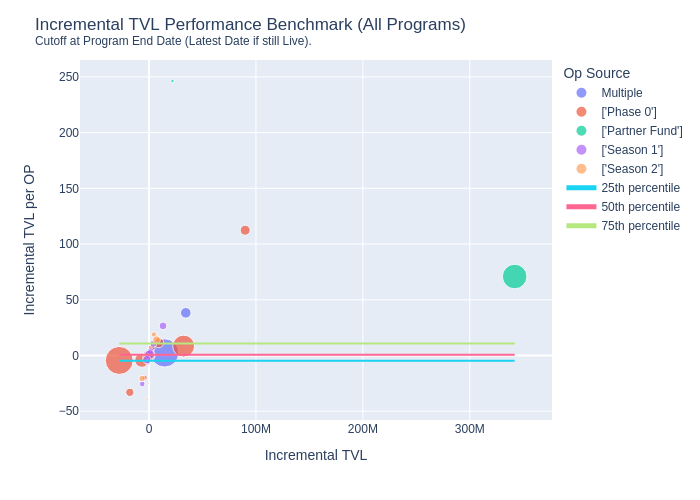 Incremental TVL Performance Benchmark (All Programs)
Cutoff at Program End Date (Latest Date if still Live).
Incremental TVL per OP
250
200
150
100
50
0
−50
0
100M
200M
300M
Incremental TVL
Op Source
Multiple
['Phase 0']
['Partner Fund']
['Season 1']
['Season 2']
25th percentile
50th percentile
75th percentile